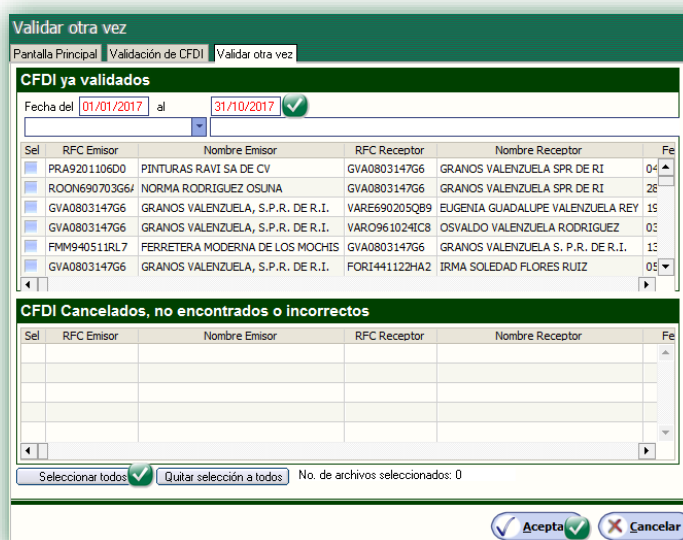 Validar otra vez
Pantalla Principal Validación de CFDI Validar otra vez
CFDI ya validados
Fecha del 01/01/2017 al 31/10/2017
Sel RFC Emisor Nombre Emisor RFC Receptor Nombre Receptor Fe
PRA9201106D0 PINTURAS RAVI SA DE CV GVA0803147G6 GRANOS VALENZUELA SPR DE RI 04
ROON690703G6 NORMA RODRIGUEZ OSUNA GVA0803147G6 GRANOS VALENZUELA SPR DE RI 28
GVA0803147G6 GRANOS VALENZUELA, S.P.R. DE R.I. VARE690205QB9 EUGENIA GUADALUPE VALENZUELA REY 19
GVA0803147G6 GRANOS VALENZUELA, S.P.R. DE R.I. VARO961024IC8 OSVALDO VALENZUELA RODRIGUEZ 03
FMM940511RL7 FERRETERA MODERNA DE LOS MOCHIS GVA0803147G6 GRANOS VALENZUELA S. P.R. DE R.I. 13
GVA0803147G6 GRANOS VALENZUELA, S.P.R. DE R.I. FORI441122HA2 IRMA SOLEDAD FLORES RUIZ 05
CFDI Cancelados, no encontrados o incorrectos
Sel RFC Emisor Nombre Emisor RFC Receptor Nombre Receptor Fe
Seleccionar todos Quitar selección a todos No. de archivos seleccionados: 0
Acepta Cancelar